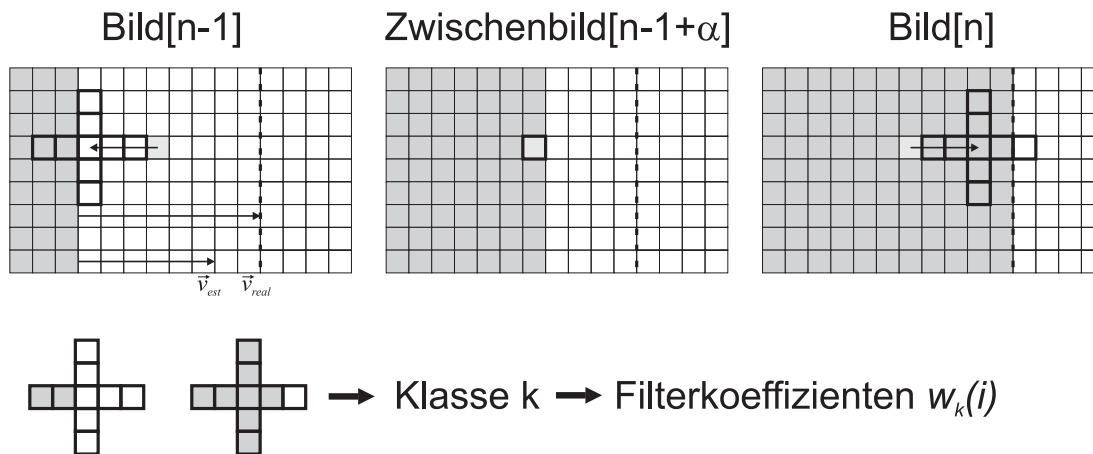 Bild[n-1] Zwischenbild[n-1+α] Bild[n]
v⃗est v⃗real
Klasse k Filterkoeffizienten wk(i)